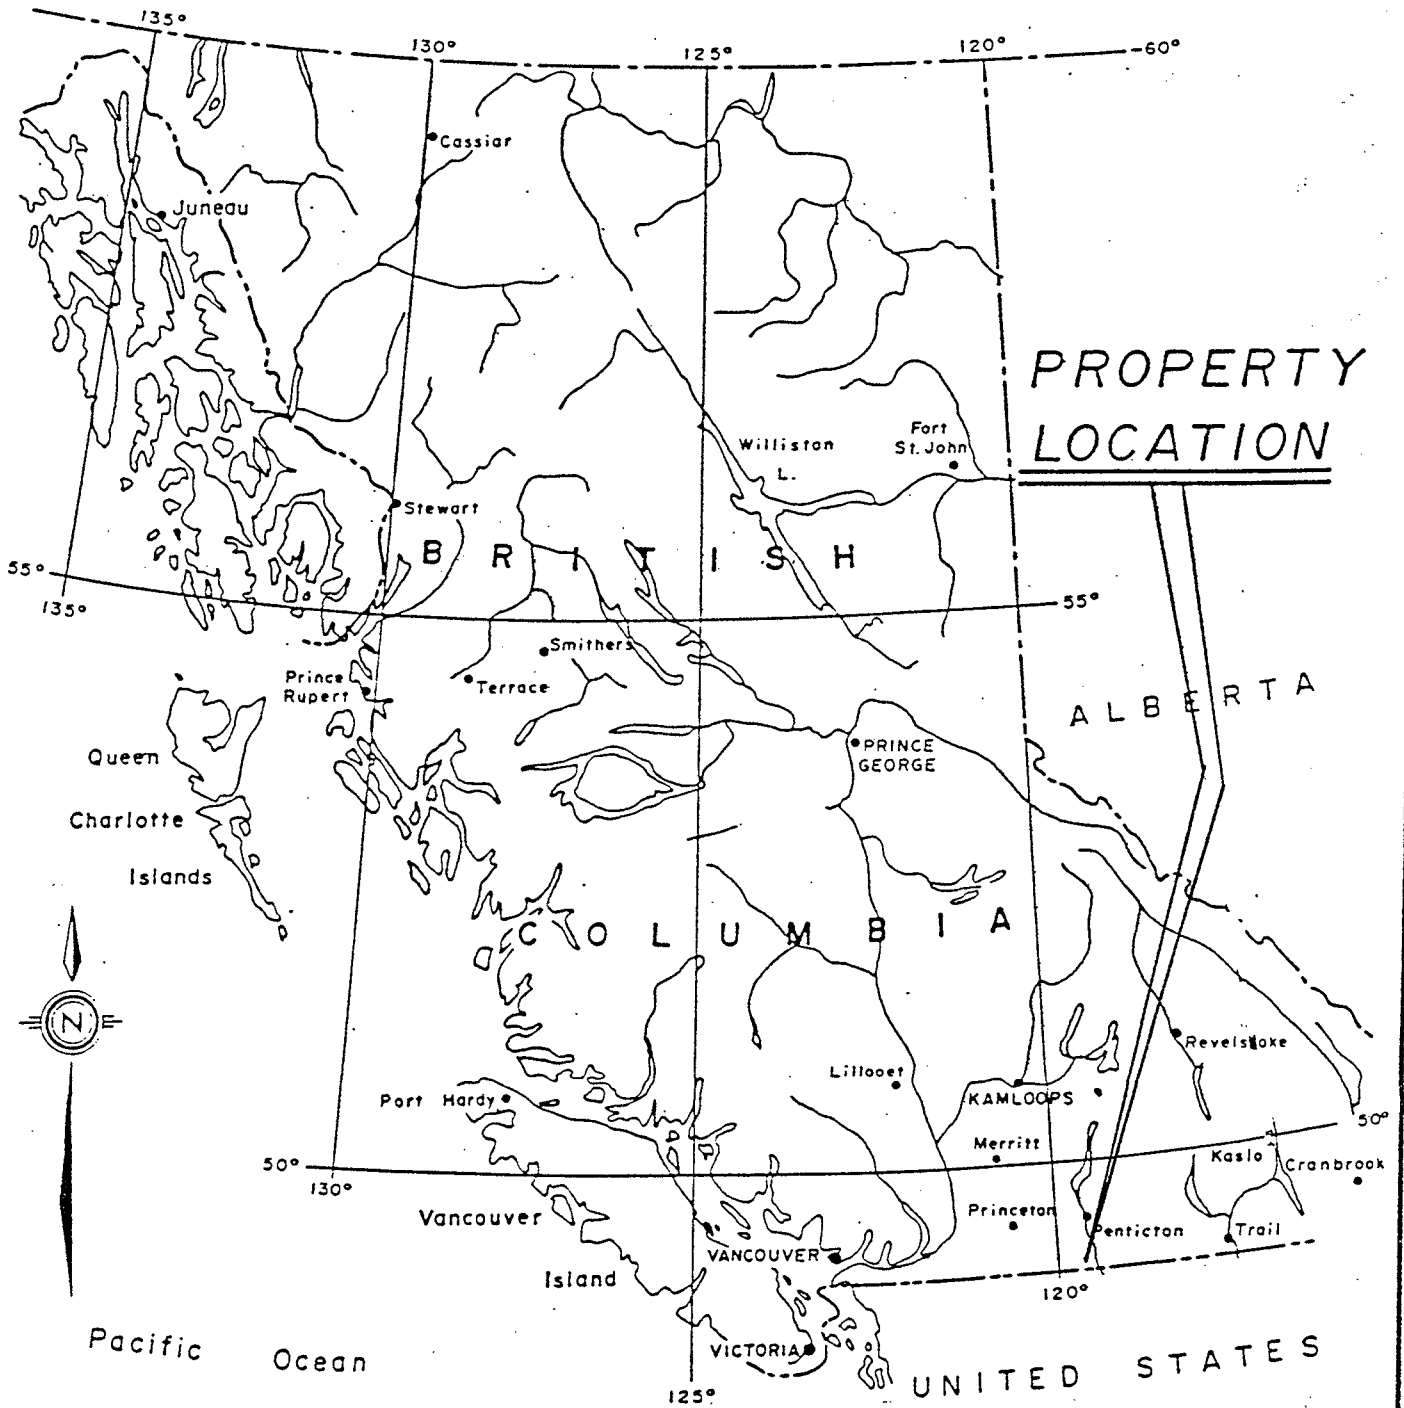 135°
130°
125°
120°
60°
Cassiar
Juneau
PROPERTY
LOCATION
Williston
L.
Fort
St. John
Stewart
BRITISH
55°
135°
55°
Smithers
Prince
Rupert
Terrace
ALBERTA
PRINCE
GEORGE
Queen
Charlotte
Islands
COLUMBIA
N
Revelstoke
Lillooet
KAMLOOPS
Port Hardy
50°
Merritt
Kaslo
Cranbrook
50°
130°
Vancouver
Island
Princeton
Penticton
Trail
VANCOUVER
120°
VICTORIA
Pacific Ocean
UNITED STATES
125°